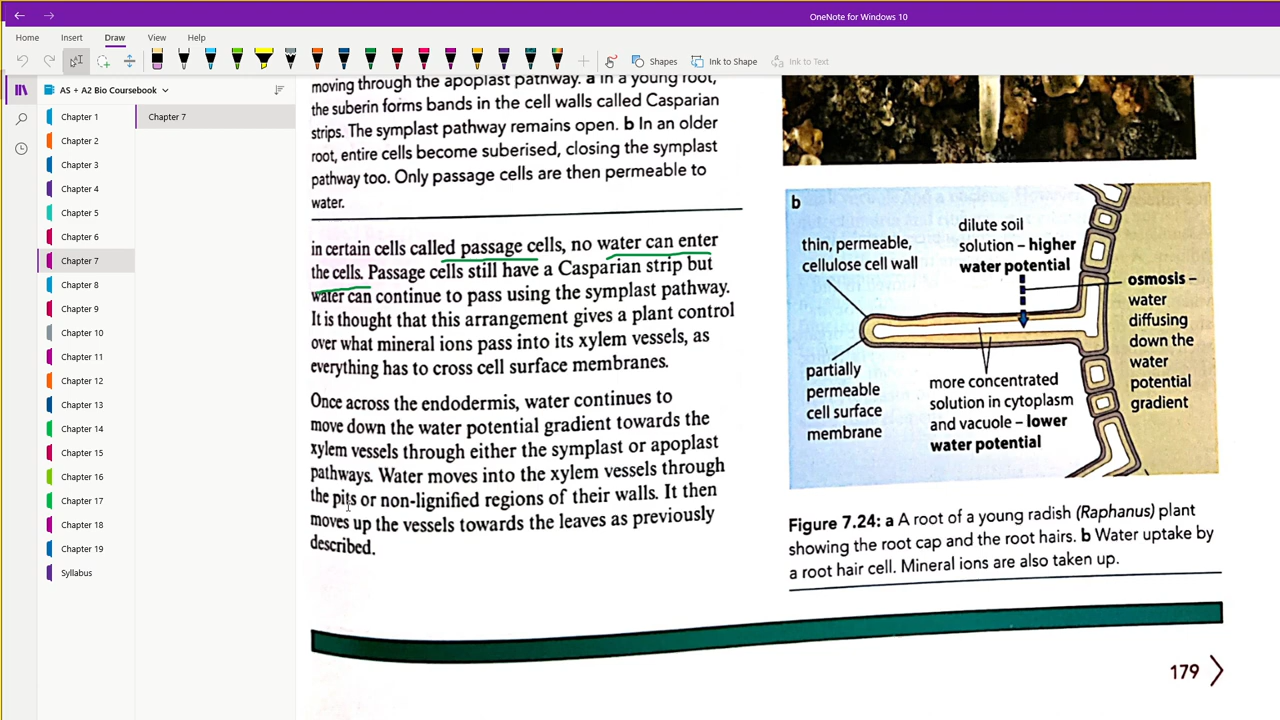 OneNote for Windows 10
Home Insert Draw View Help
Shapes Ink to Shape Ink to Text
AS + A2 Bio Coursebook
Chapter 1
Chapter 2
Chapter 3
Chapter 4
Chapter 5
Chapter 6
Chapter 7
Chapter 8
Chapter 9
Chapter 10
Chapter 11
Chapter 12
Chapter 13
Chapter 14
Chapter 15
Chapter 16
Chapter 17
Chapter 18
Chapter 19
Syllabus
Chapter 7
moving through the apoplast pathway. a In a young root,
the suberin forms bands in the cell walls called Casparian
strips. The symplast pathway remains open. b In an older
root, entire cells become suberised, closing the symplast
pathway too. Only passage cells are then permeable to
water.
in certain cells called passage cells, no water can enter
the cells. Passage cells still have a Casparian strip but
water can continue to pass using the symplast pathway.
It is thought that this arrangement gives a plant control
over what mineral ions pass into its xylem vessels, as
everything has to cross cell surface membranes.
Once across the endodermis, water continues to
move down the water potential gradient towards the
xylem vessels through either the symplast or apoplast
pathways. Water moves into the xylem vessels through
the pits or non-lignified regions of their walls. It then
moves up the vessels towards the leaves as previously
described.
b
thin, permeable,
cellulose cell wall
dilute soil
solution – higher
water potential
osmosis –
water
diffusing
down the
water
potential
gradient
partially
permeable
cell surface
membrane
more concentrated
solution in cytoplasm
and vacuole – lower
water potential
Figure 7.24: a A root of a young radish (Raphanus) plant
showing the root cap and the root hairs. b Water uptake by
a root hair cell. Mineral ions are also taken up.
179